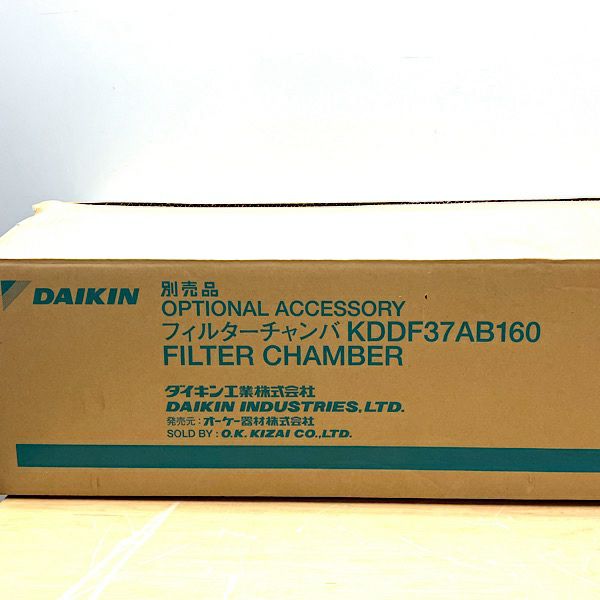 DAIKIN
別売品
OPTIONAL ACCESSORY
フィルターチャンバ KDDF37AB160
FILTER CHAMBER
ダイキン工業株式会社
DAIKIN INDUSTRIES, LTD.
発売元：オーケー器材株式会社
SOLD BY : O.K. KIZAI CO., LTD.